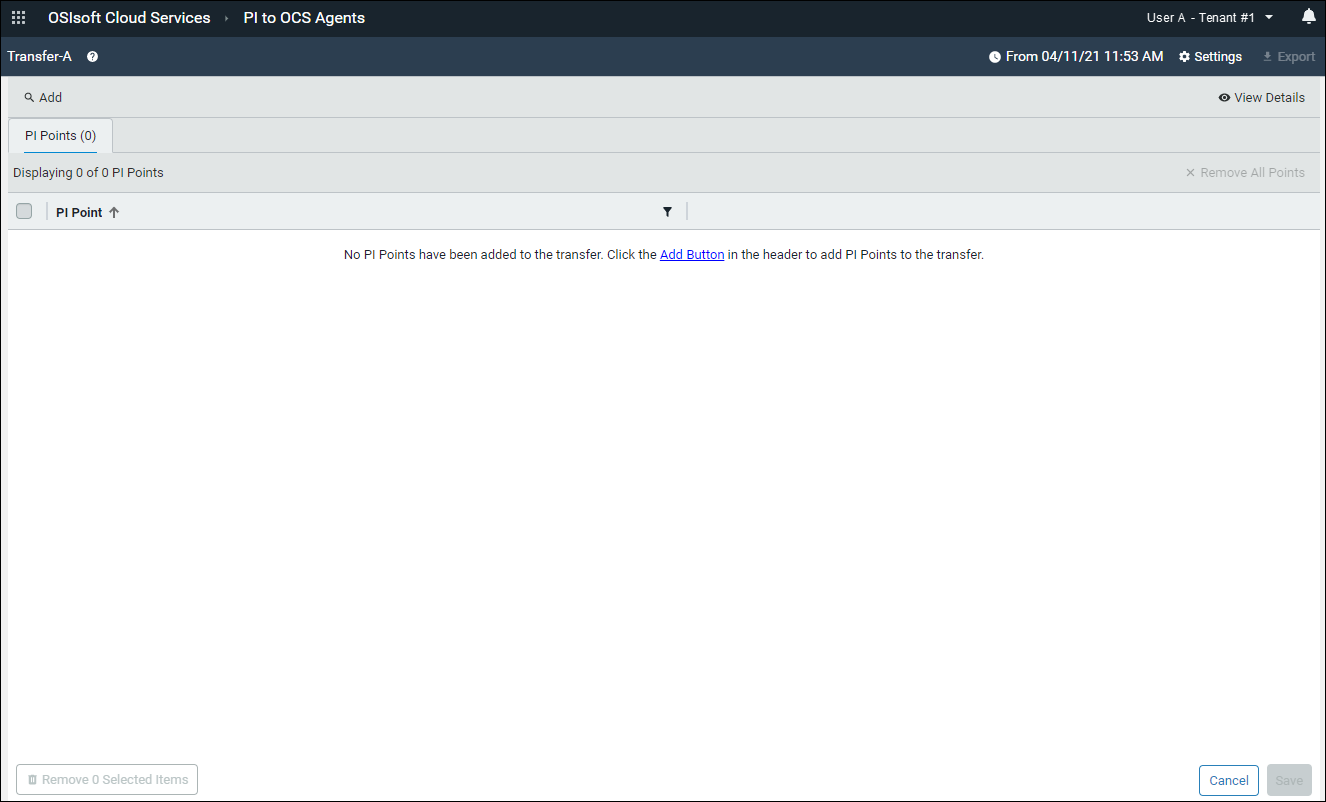 OSIsoft Cloud Services › PI to OCS Agents User A - Tenant #1
Transfer-A ? From 04/11/21 11:53 AM Settings Export
Add View Details
PI Points (0)
Displaying 0 of 0 PI Points × Remove All Points
PI Point
No PI Points have been added to the transfer. Click the Add Button in the header to add PI Points to the transfer.
Remove 0 Selected Items Cancel Save